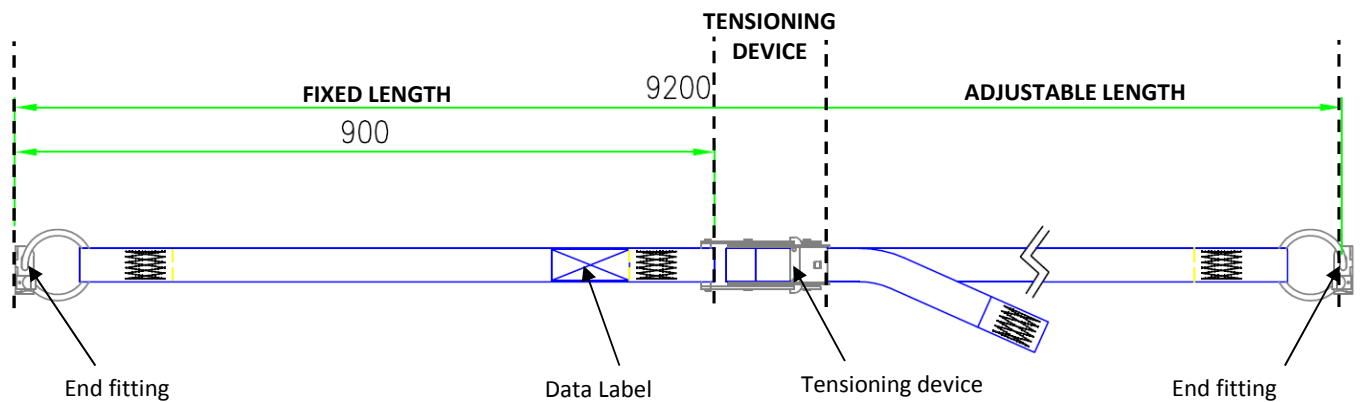 TENSIONING
DEVICE
FIXED LENGTH
9200
ADJUSTABLE LENGTH
900
End fitting
Data Label
Tensioning device
End fitting